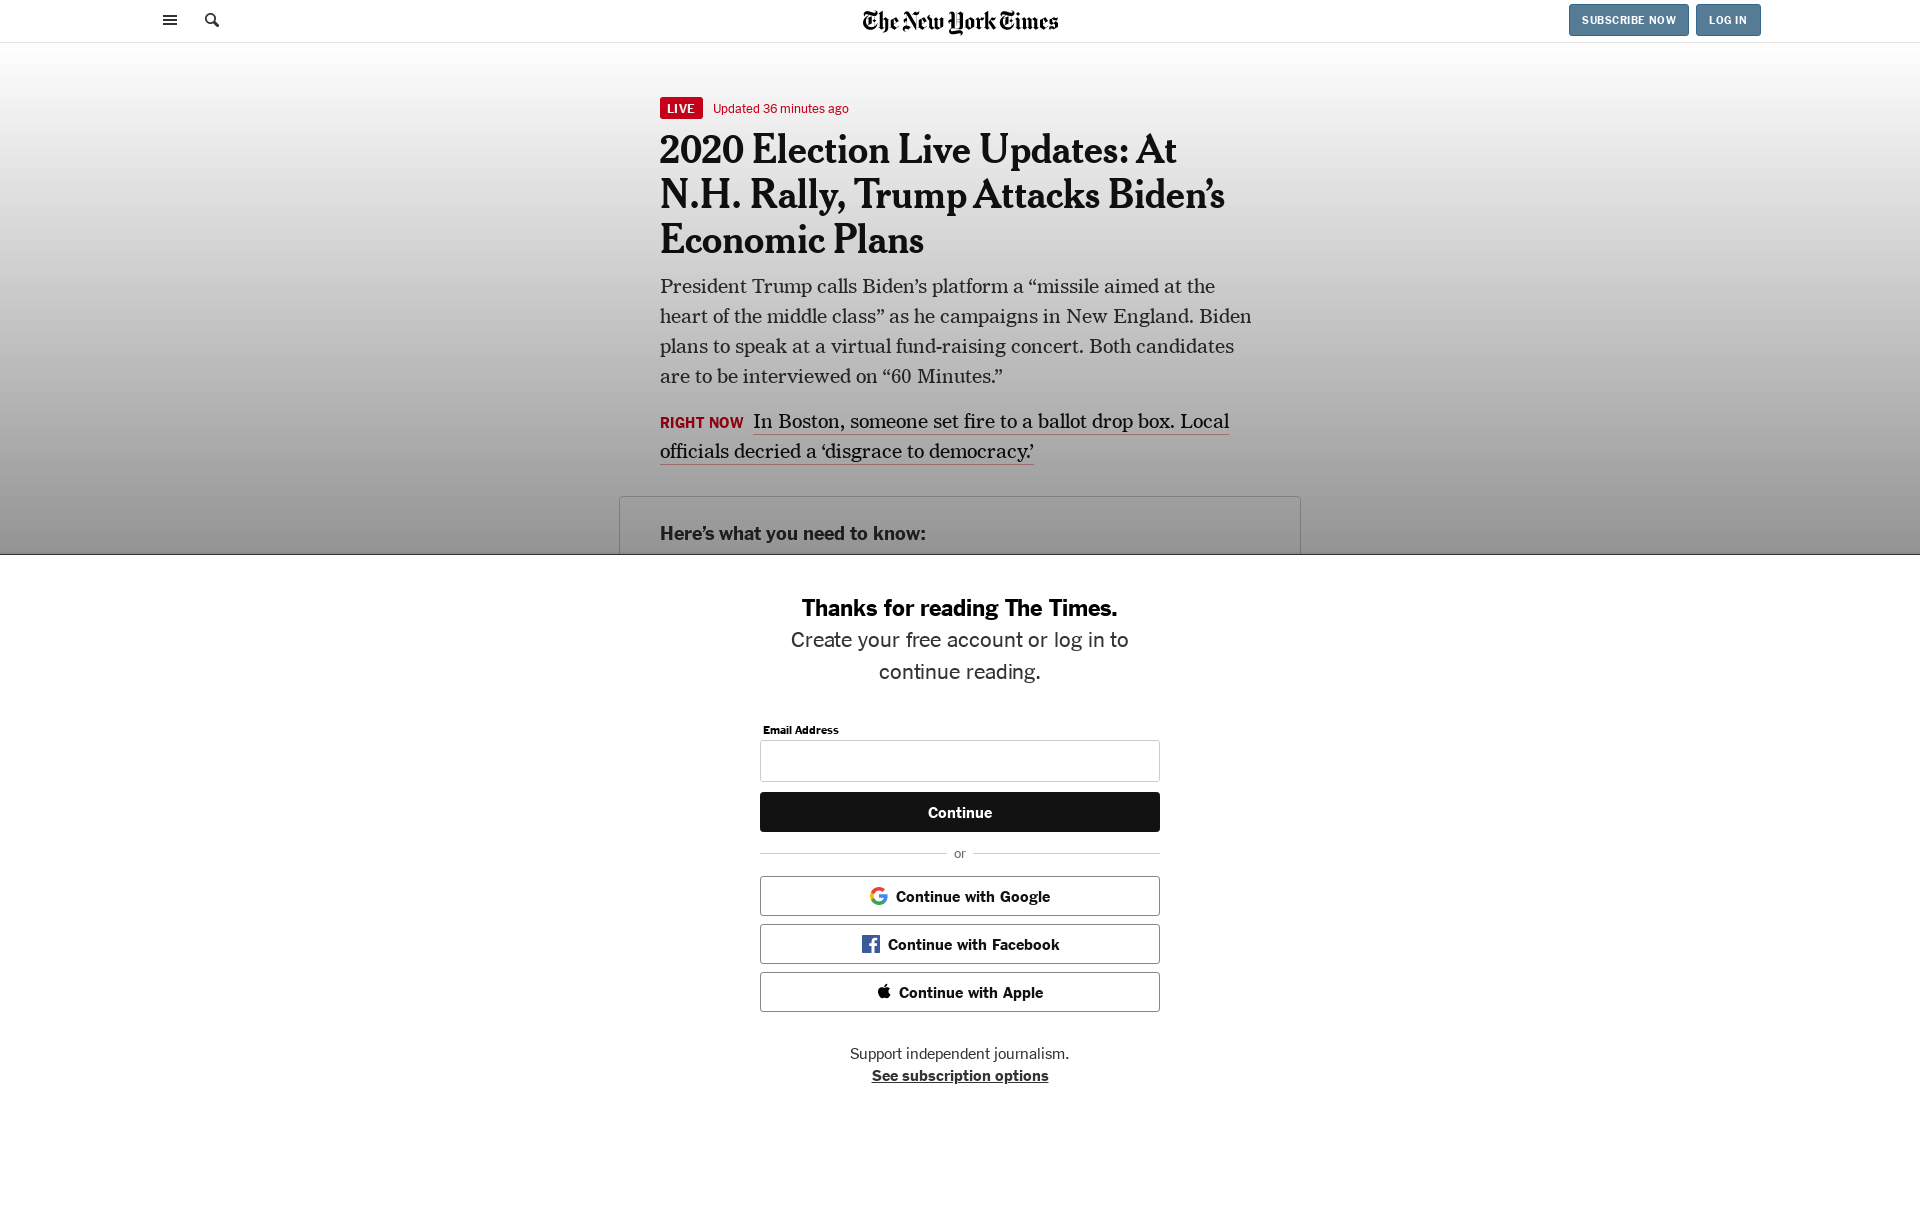 The New York Times
SUBSCRIBE NOW
LOG IN
LIVE Updated 36 minutes ago
2020 Election Live Updates: At
N.H. Rally, Trump Attacks Biden’s
Economic Plans
President Trump calls Biden’s platform a “missile aimed at the
heart of the middle class” as he campaigns in New England. Biden
plans to speak at a virtual fund-raising concert. Both candidates
are to be interviewed on “60 Minutes.”
RIGHT NOW In Boston, someone set fire to a ballot drop box. Local
officials decried a ‘disgrace to democracy.’
Here’s what you need to know:
Thanks for reading The Times.
Create your free account or log in to
continue reading.
Email Address
Continue
or
Continue with Google
Continue with Facebook
Continue with Apple
Support independent journalism.
See subscription options